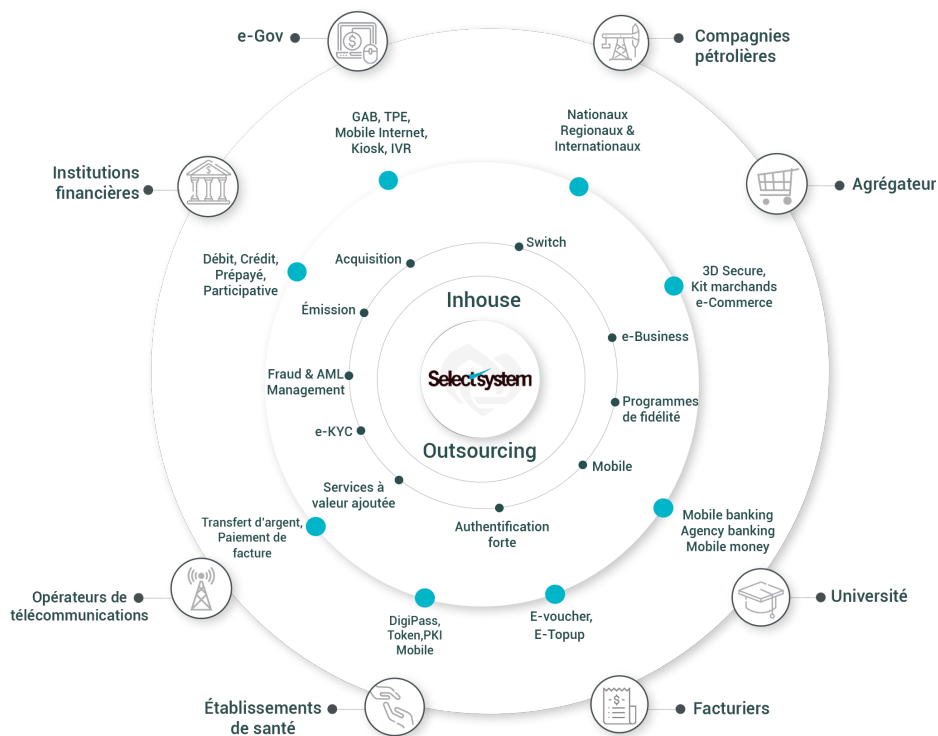 e-Gov
Compagnies
pétrolières
GAB, TPE,
Mobile Internet,
Kiosk, IVR
Nationaux
Regionaux &
Internationaux
Institutions
financières
Agrégateur
Débit, Crédit,
Prépayé,
Participative
Acquisition
Switch
3D Secure,
Kit marchands
e-Commerce
Émission
Inhouse
e-Business
Fraud & AML
Management
Selectsystem
Programmes
de fidélité
e-KYC
Outsourcing
Mobile
Services à
valeur ajoutée
Authentification
forte
Transfert d'argent,
Paiement de
facture
Mobile banking
Agency banking
Mobile money
Opérateurs de
télécommunications
Université
DigiPass,
Token,PKI
Mobile
E-voucher,
E-Topup
Établissements
de santé
Facturiers